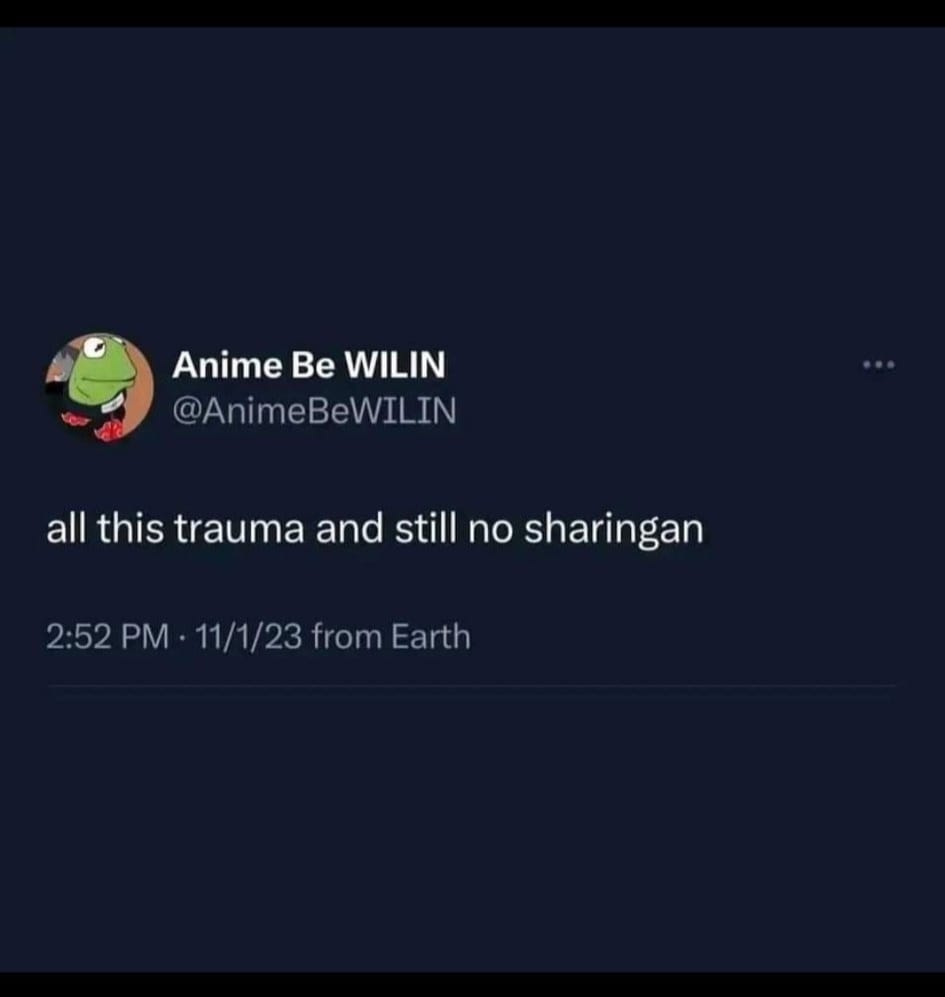 Anime Be WILIN
@AnimeBeWILIN
all this trauma and still no sharingan
2:52 PM · 11/1/23 from Earth